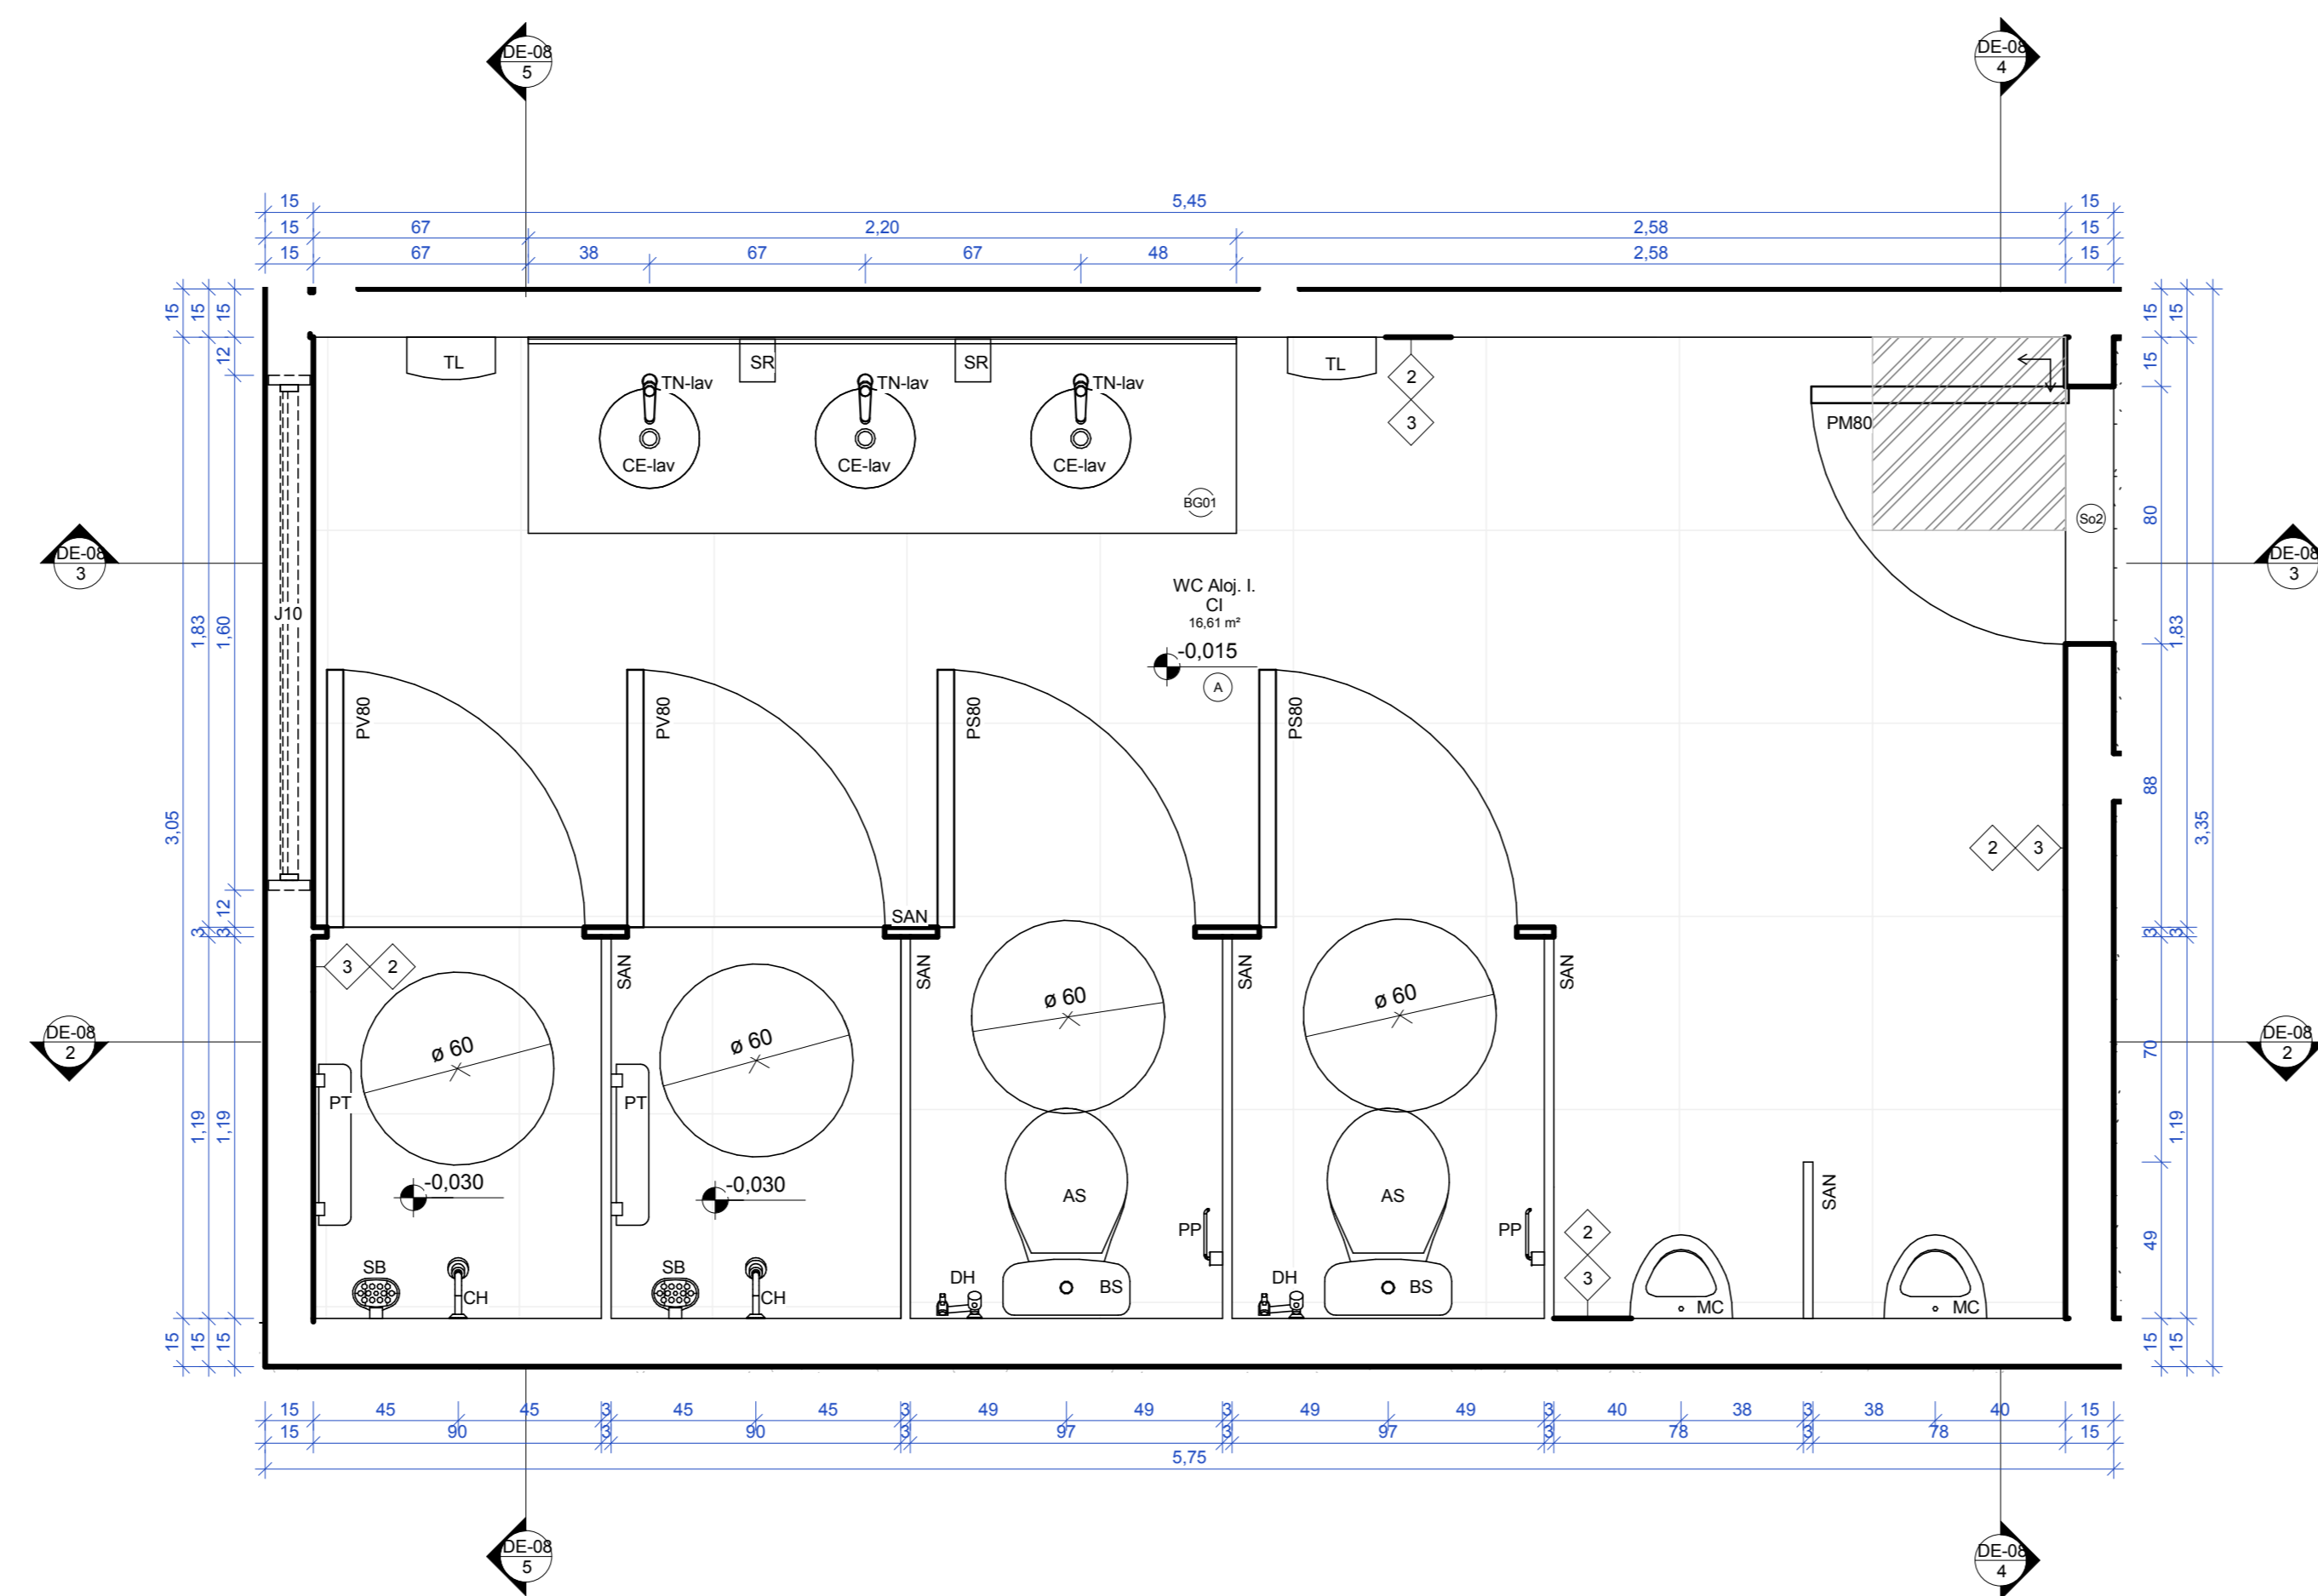 DE-08
5
DE-08
4
15
5,45
15
15
67
2,20
2,58
15
15
67
38
67
67
48
2,58
15
15
15
15
15
15
12
15
TL
SR
SR
TL
TN-lav
TN-lav
TN-lav
2
3
PM80
CE-lav
CE-lav
CE-lav
BG01
So2
80
DE-08
3
DE-08
3
J10
1,83
1,60
1,83
WC Aloj. I.
CI
16,61 m²
-0,015
A
PV80
PV80
PS80
PS80
88
3,05
3,35
2
3
12
SAN
3
3
3
3
3
2
SAN
SAN
SAN
SAN
ø 60
ø 60
ø 60
ø 60
DE-08
2
DE-08
2
70
PT
PT
1,19
1,19
1,19
-0,030
-0,030
AS
AS
SAN
PP
PP
2
3
49
SB
CH
SB
CH
DH
BS
DH
BS
MC
MC
15
15
15
15
15
15
45
45
3
45
45
3
49
49
3
49
49
3
40
38
3
38
40
15
15
90
3
90
3
97
3
97
3
78
3
78
15
5,75
DE-08
5
DE-08
4